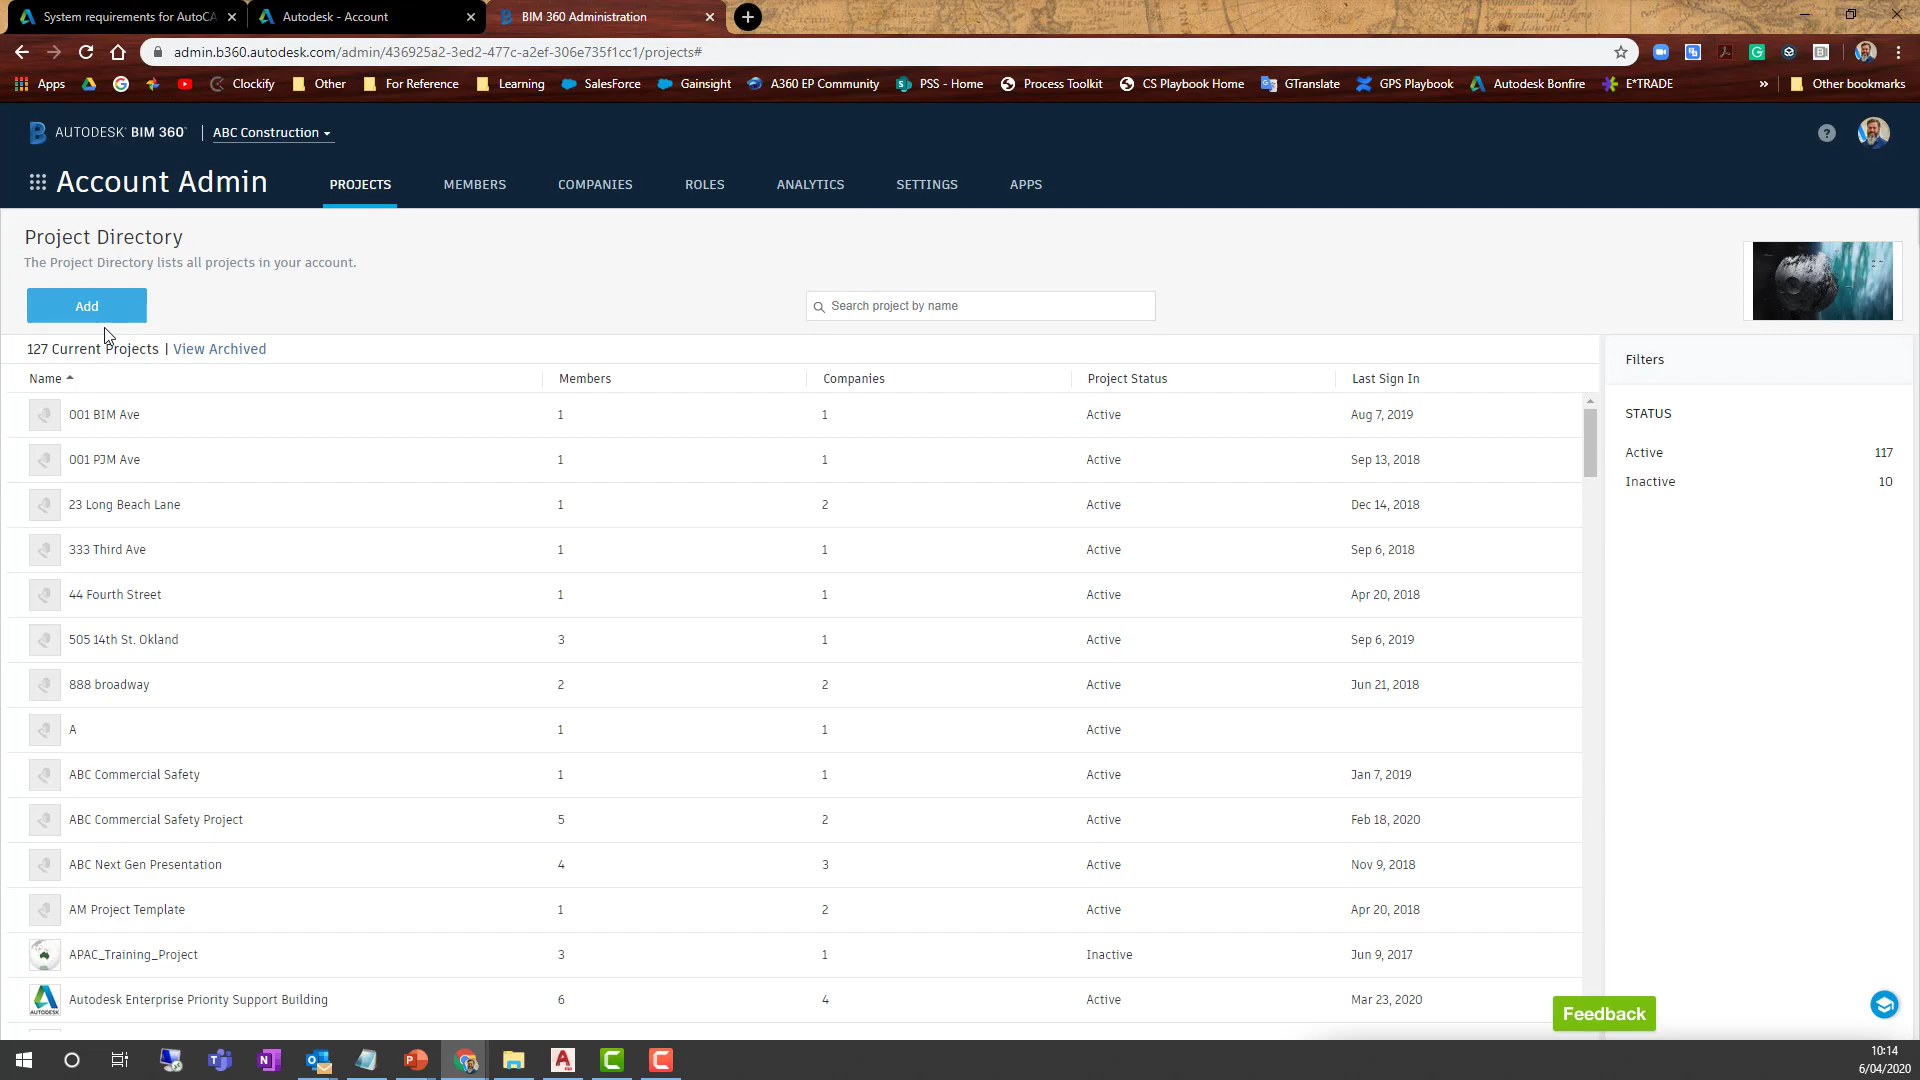 System requirements for AutoCA
Autodesk - Account
BIM 360 Administration
admin.b360.autodesk.com/admin/436925a2-3ed2-477c-a2ef-306e735f1cc1/projects#
Apps
Clockify
Other
For Reference
Learning
SalesForce
Gainsight
A360 EP Community
PSS - Home
Process Toolkit
CS Playbook Home
GTranslate
GPS Playbook
Autodesk Bonfire
E*TRADE
»
Other bookmarks
AUTODESK® BIM 360™
ABC Construction
Account Admin
PROJECTS
MEMBERS
COMPANIES
ROLES
ANALYTICS
SETTINGS
APPS
Project Directory
The Project Directory lists all projects in your account.
Add
Search project by name
127 Current Projects | View Archived
Name Members Companies Project Status Last Sign In
001 BIM Ave 1 1 Active Aug 7, 2019
001 PJM Ave 1 1 Active Sep 13, 2018
23 Long Beach Lane 1 2 Active Dec 14, 2018
333 Third Ave 1 1 Active Sep 6, 2018
44 Fourth Street 1 1 Active Apr 20, 2018
505 14th St. Okland 3 1 Active Sep 6, 2019
888 broadway 2 2 Active Jun 21, 2018
A 1 1 Active
ABC Commercial Safety 1 1 Active Jan 7, 2019
ABC Commercial Safety Project 5 2 Active Feb 18, 2020
ABC Next Gen Presentation 4 3 Active Nov 9, 2018
AM Project Template 1 2 Active Apr 20, 2018
APAC_Training_Project 3 1 Inactive Jun 9, 2017
AUTODESK
Autodesk Enterprise Priority Support Building 6 4 Active Mar 23, 2020
Filters
STATUS
Active 117
Inactive 10
Feedback
10:14
6/04/2020